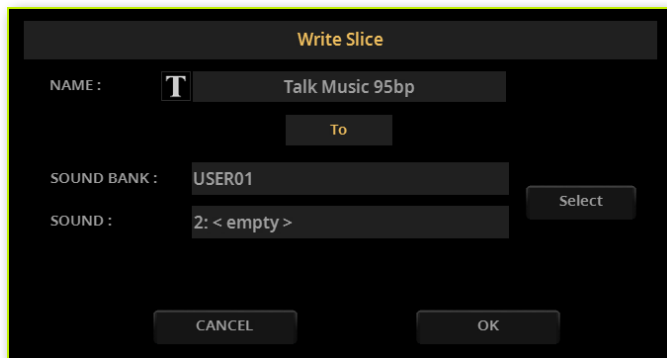 Write Slice
NAME : T Talk Music 95bp
To
SOUND BANK : USER01
Select
SOUND : 2: < empty >
CANCEL OK